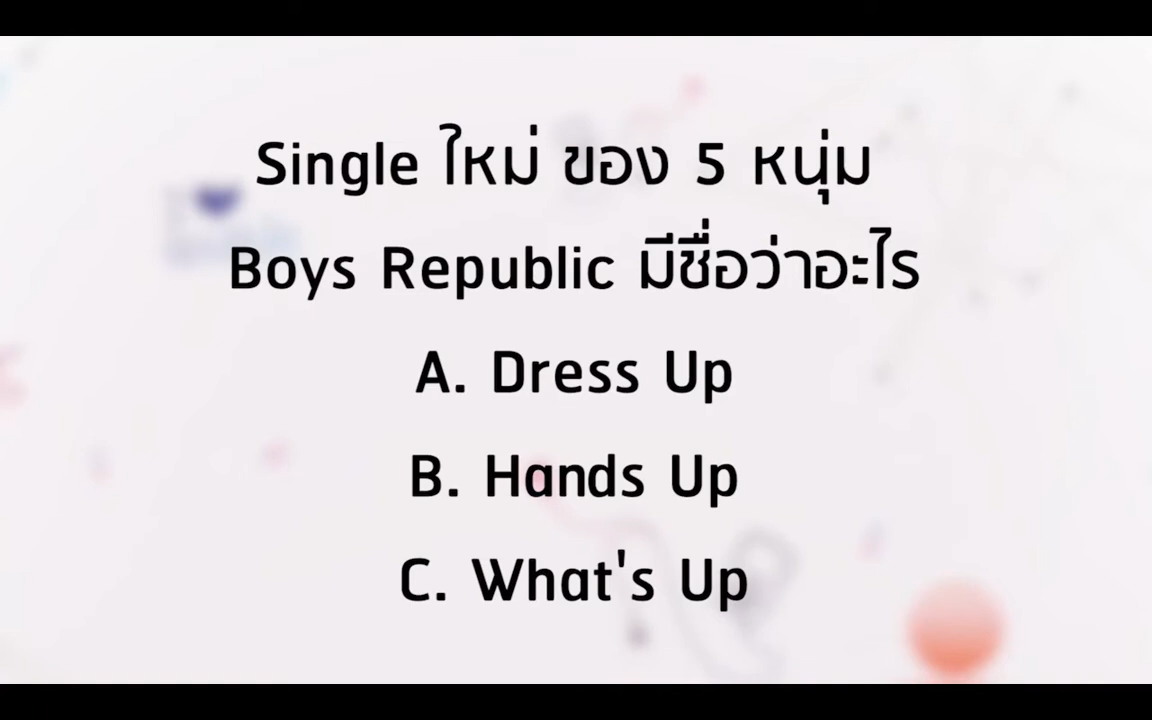 Single ใหม่ ของ 5 หนุ่ม
Boys Republic มีชื่อว่าอะไร
A. Dress Up
B. Hands Up
C. What's Up